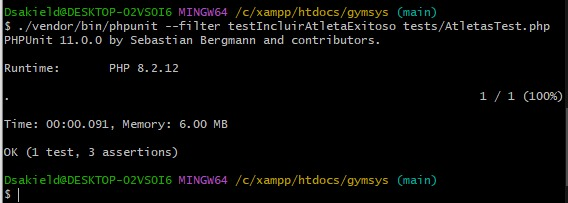 Dsakield@DESKTOP-O2VSOI6 MINGW64 /c/xampp/htdocs/gymsys (main)
$ ./vendor/bin/phpunit --filter testIncluirAtletaExitoso tests/AtletasTest.php
PHPUnit 11.0.0 by Sebastian Bergmann and contributors.
Runtime:       PHP 8.2.12
.                                                                   1 / 1 (100%)
Time: 00:00.091, Memory: 6.00 MB
OK (1 test, 3 assertions)
Dsakield@DESKTOP-O2VSOI6 MINGW64 /c/xampp/htdocs/gymsys (main)
$